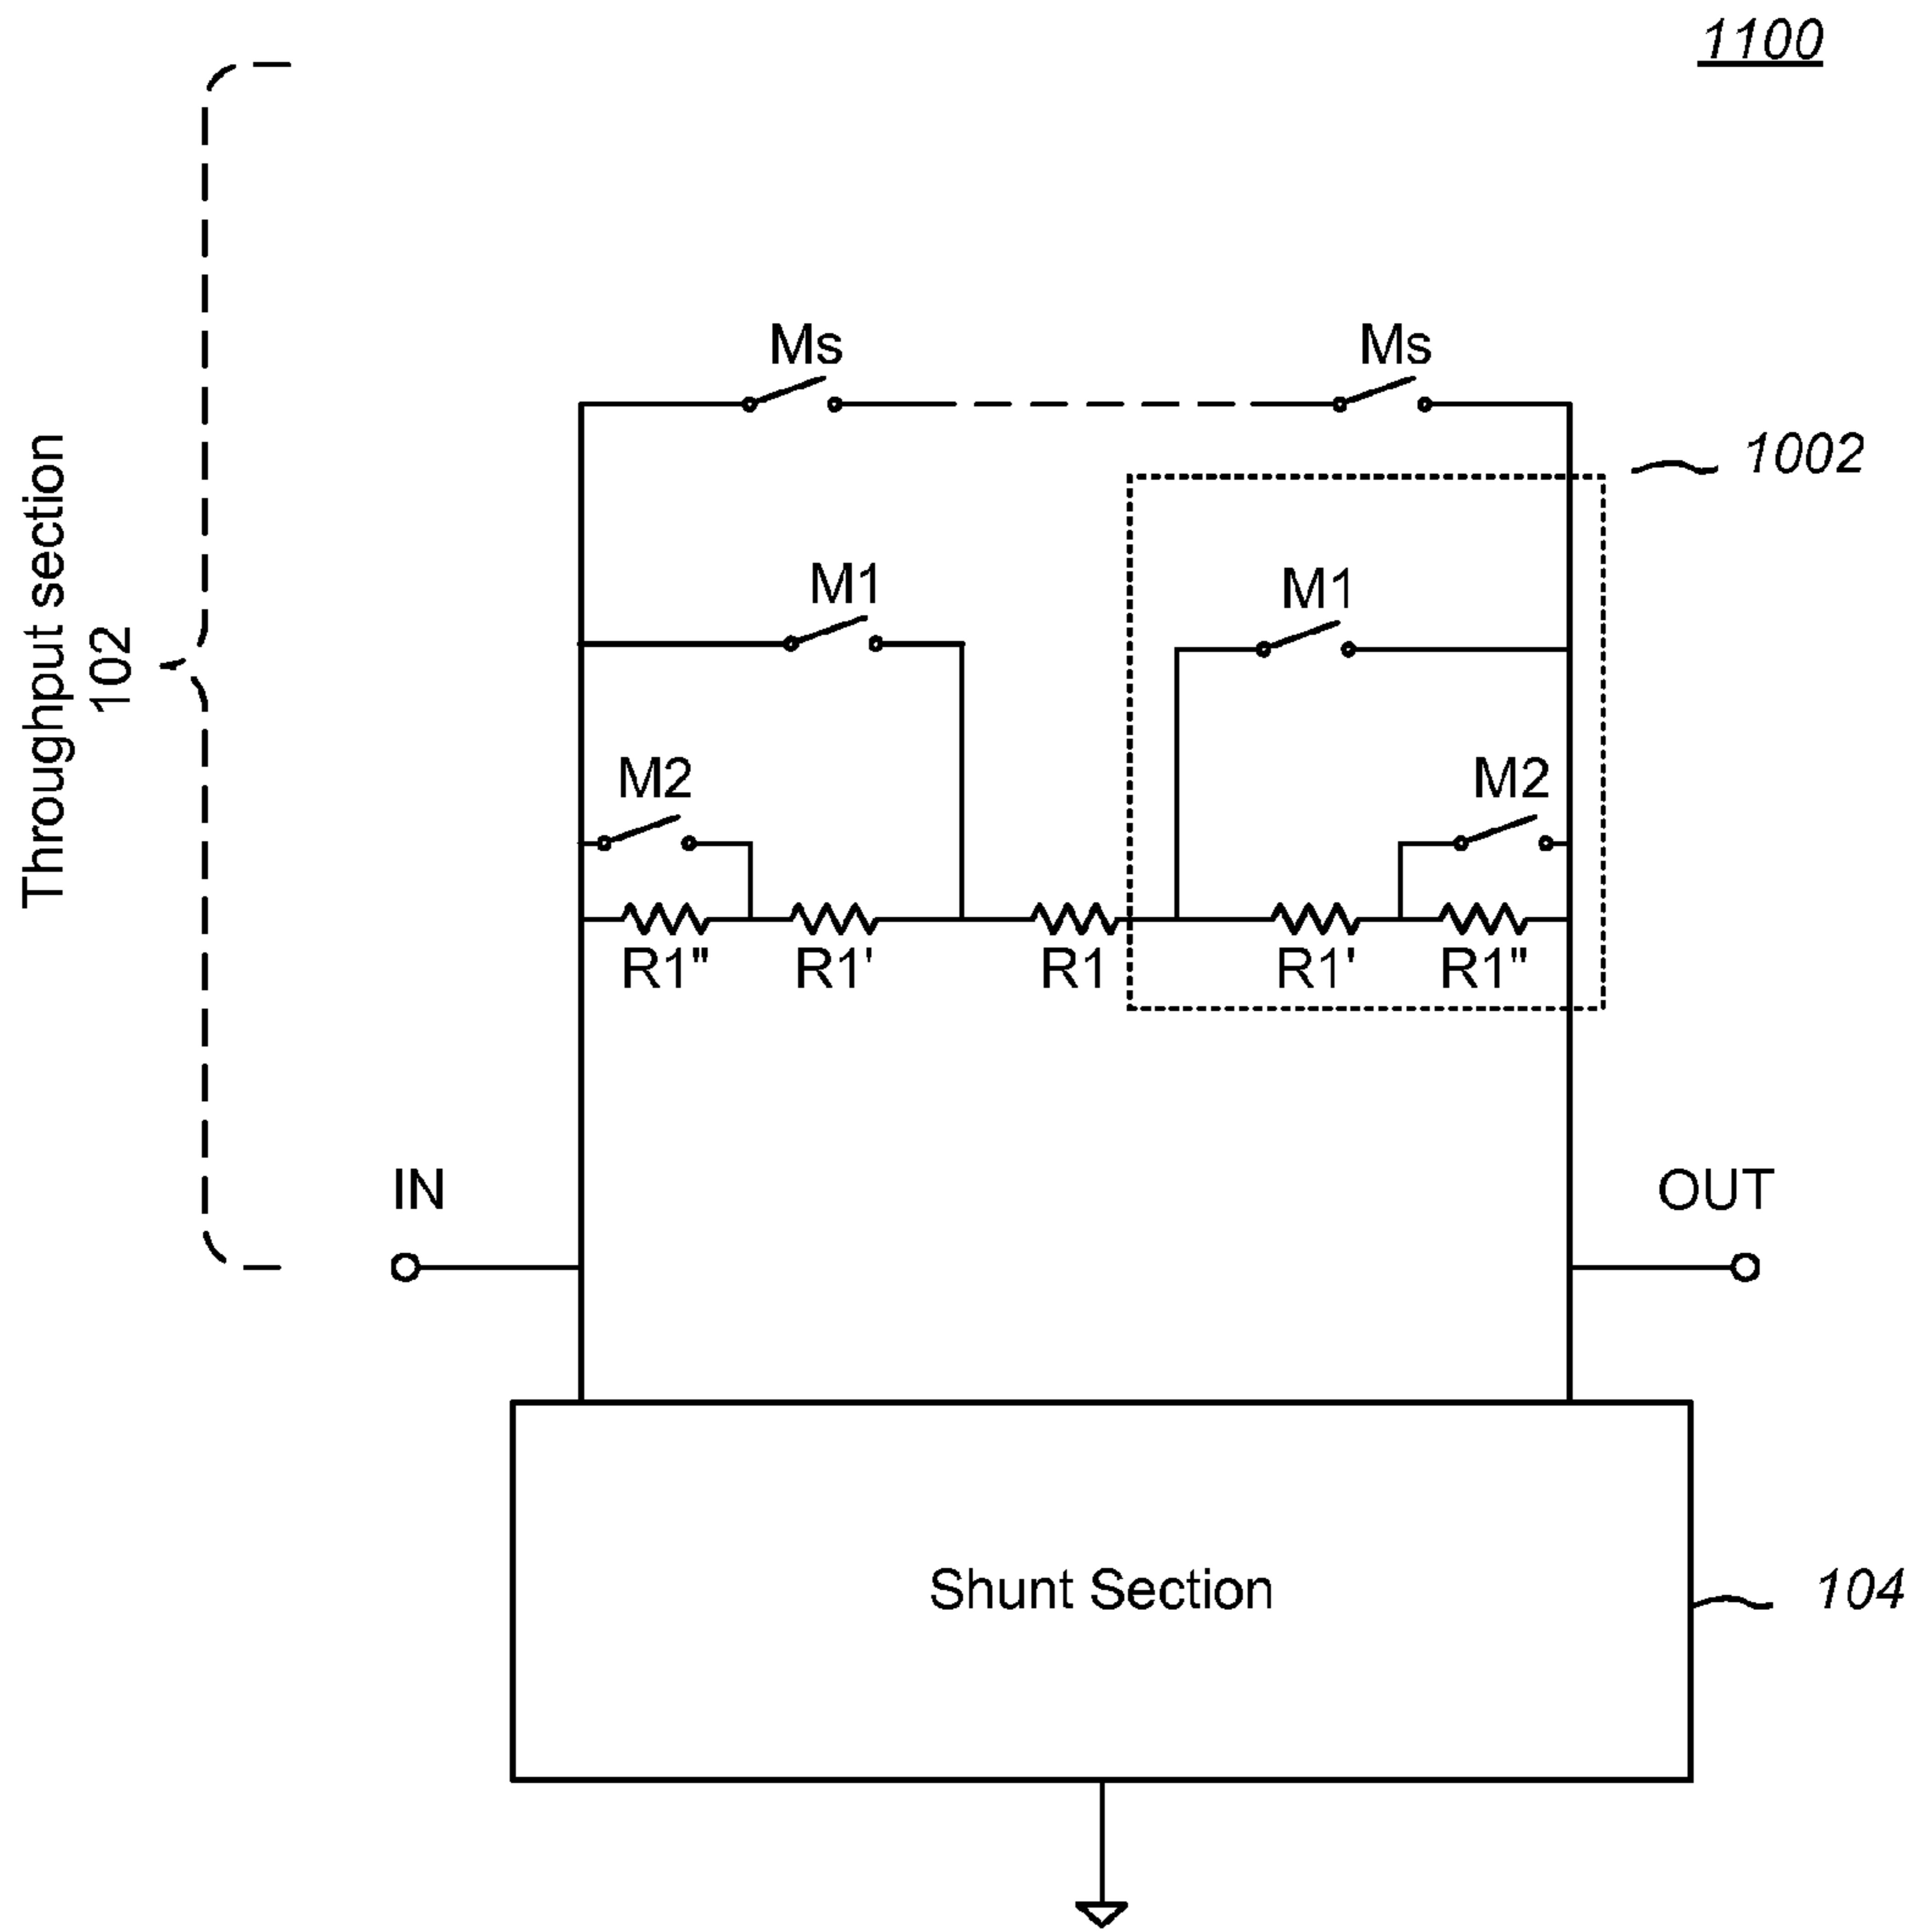 1100
Ms
Ms
1002
M1
M1
Throughput section
102
M2
M2
R1"
R1'
R1
R1'
R1"
IN
OUT
Shunt Section
104